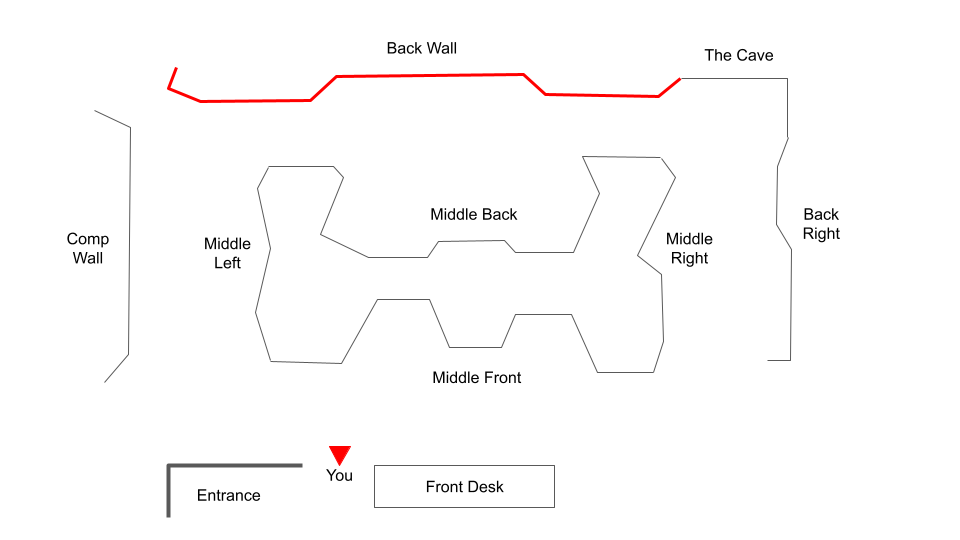 Back Wall
The Cave
Middle Back
Back
Right
Comp
Wall
Middle
Left
Middle
Right
Middle Front
You
Entrance
Front Desk